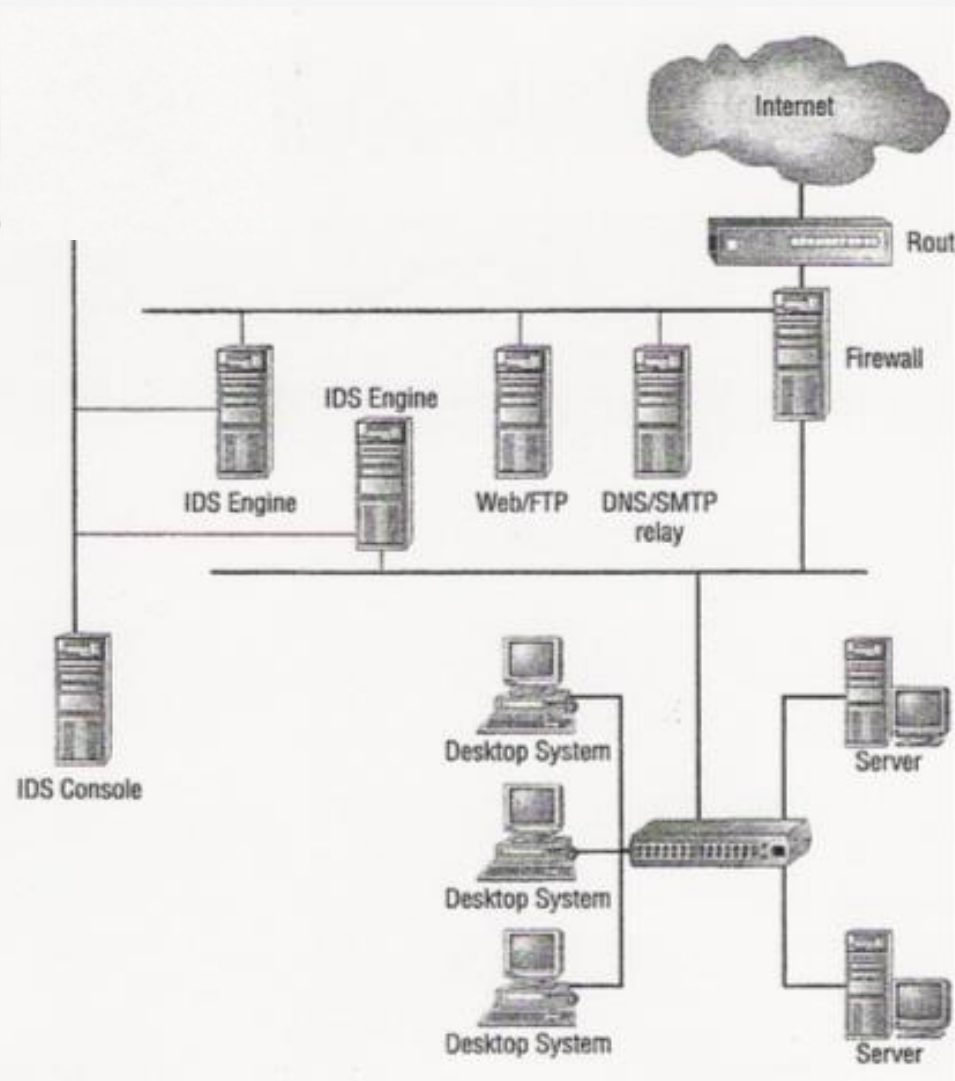 Internet
Rout
Firewall
IDS Engine
IDS Engine
Web/FTP
DNS/SMTP
relay
IDS Console
Desktop System
Server
Desktop System
Desktop System
Server